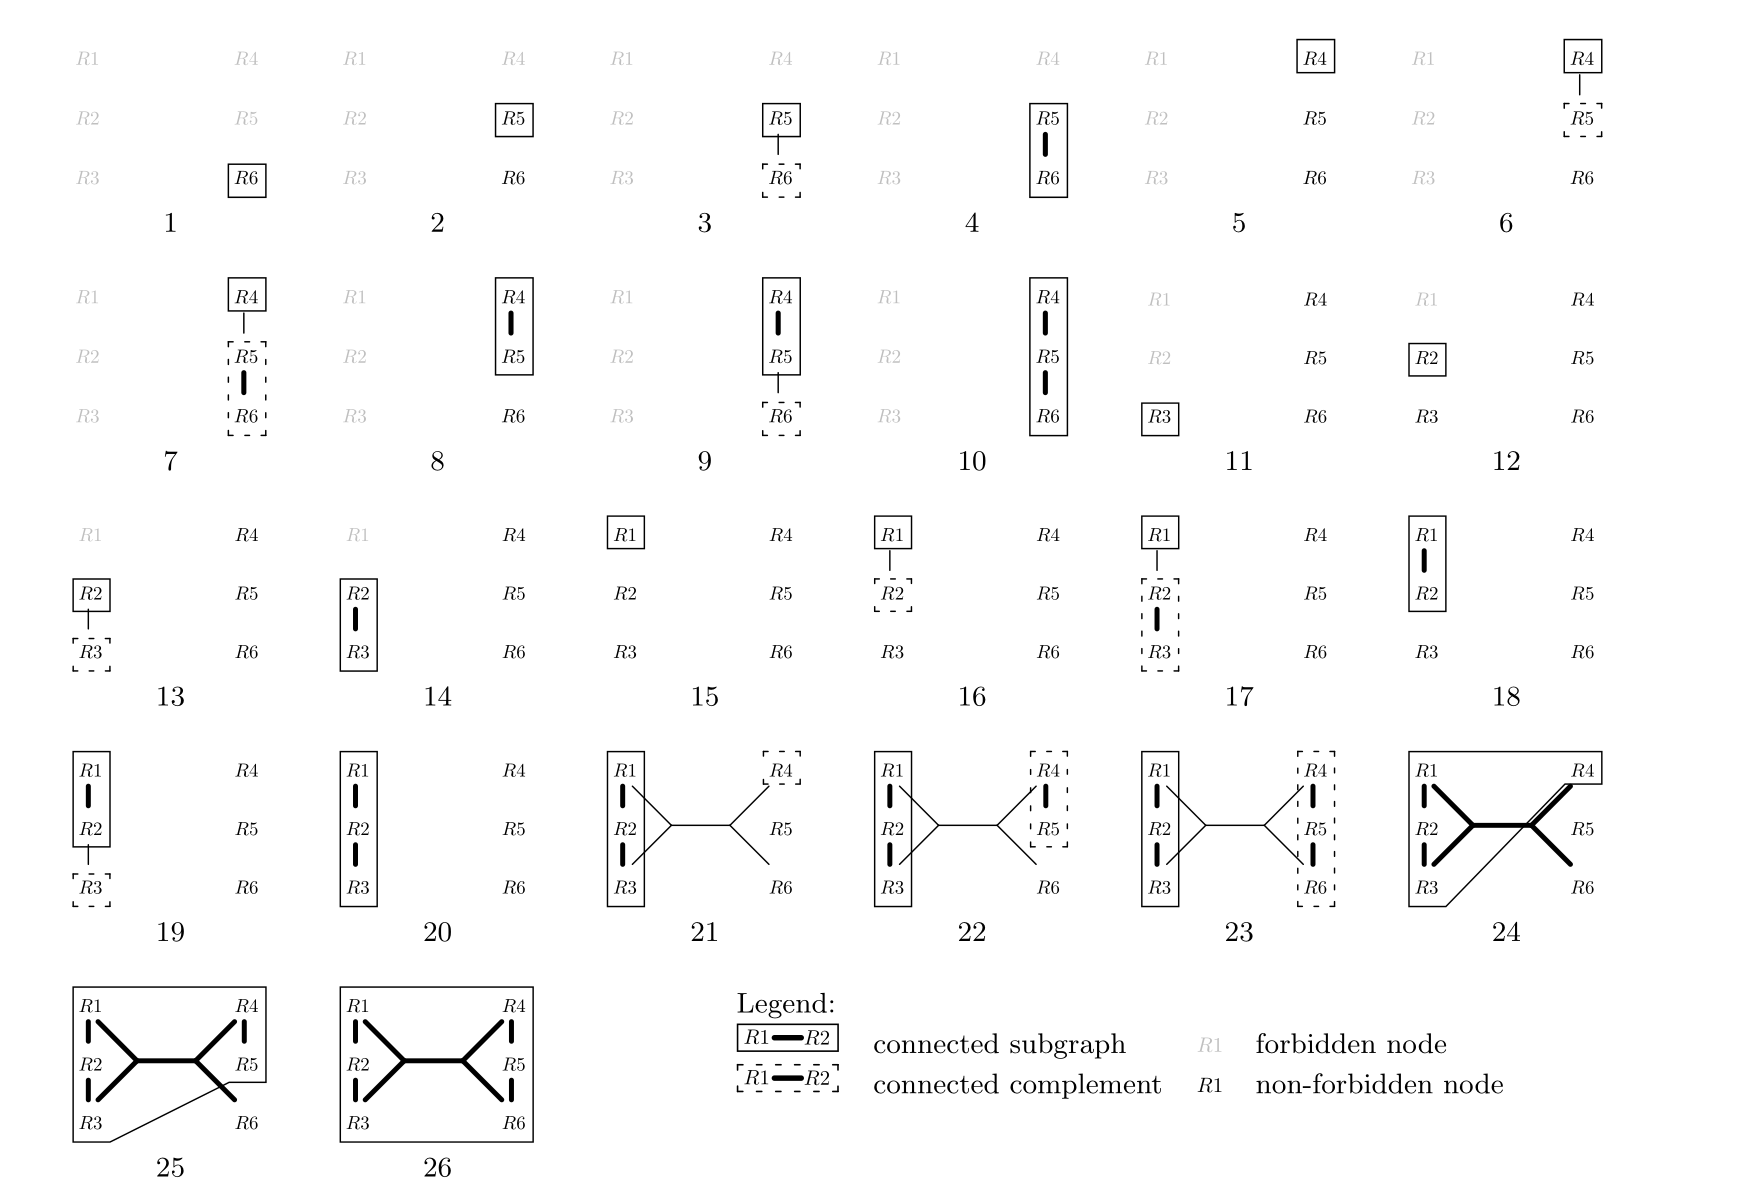 R1 R4 R1 R4 R1 R4 R1 R4 R1 R4 R1 R4
R2 R5 R2 R5 R2 R5 R2 R5 R2 R5 R2 R5
R3 R6 R3 R6 R3 R6 R3 R6 R3 R6 R3 R6
1 2 3 4 5 6
R1 R4 R1 R4 R1 R4 R1 R4 R1 R4 R1 R4
R2 R5 R2 R5 R2 R5 R2 R5 R2 R5 R2 R5
R3 R6 R3 R6 R3 R6 R3 R6 R3 R6 R3 R6
7 8 9 10 11 12
R1 R4 R1 R4 R1 R4 R1 R4 R1 R4 R1 R4
R2 R5 R2 R5 R2 R5 R2 R5 R2 R5 R2 R5
R3 R6 R3 R6 R3 R6 R3 R6 R3 R6 R3 R6
13 14 15 16 17 18
R1 R4 R1 R4 R1 R4 R1 R4 R1 R4 R1 R4
R2 R5 R2 R5 R2 R5 R2 R5 R2 R5 R2 R5
R3 R6 R3 R6 R3 R6 R3 R6 R3 R6 R3 R6
19 20 21 22 23 24
R1 R4 R1 R4
R2 R5 R2 R5
R3 R6 R3 R6
25 26
Legend:
R1 R2 connected subgraph R1 forbidden node
R1 R2 connected complement R1 non-forbidden node